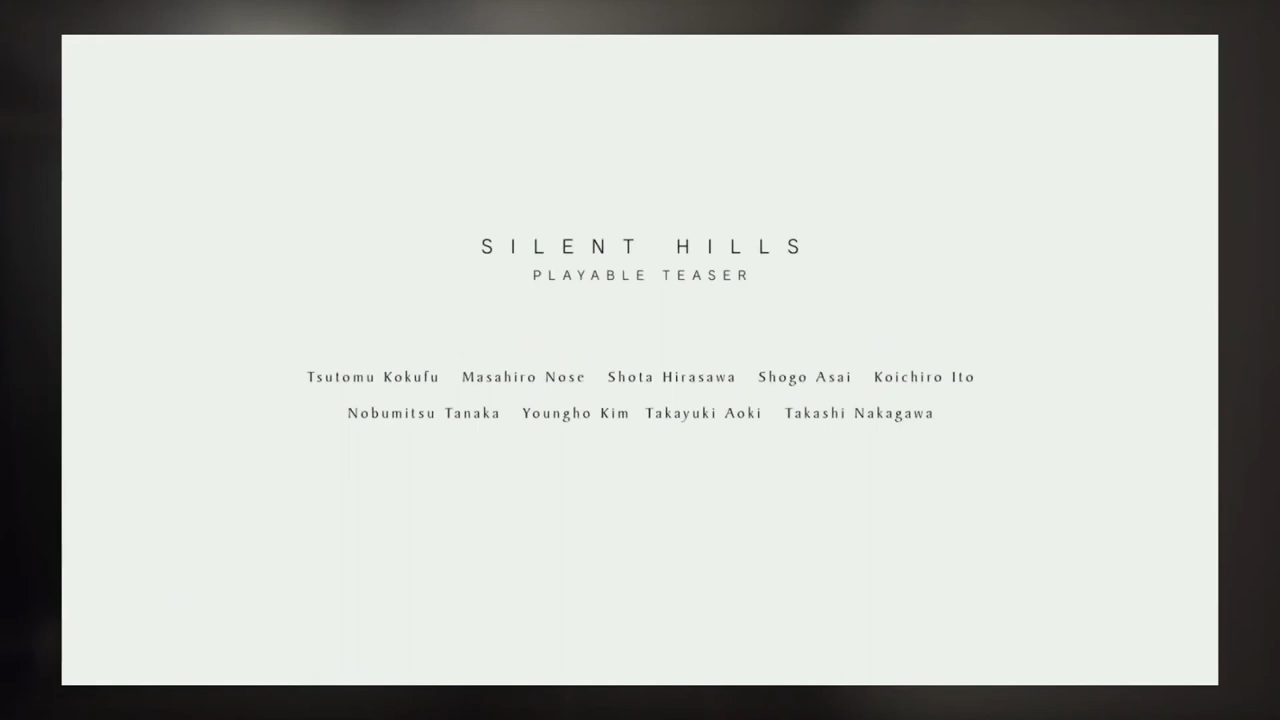 SILENT HILLS
PLAYABLE TEASER
Tsutomu Kokufu Masahiro Nose Shota Hirasawa Shogo Asai Koichiro Ito
Nobumitsu Tanaka Youngho Kim Takayuki Aoki Takashi Nakagawa